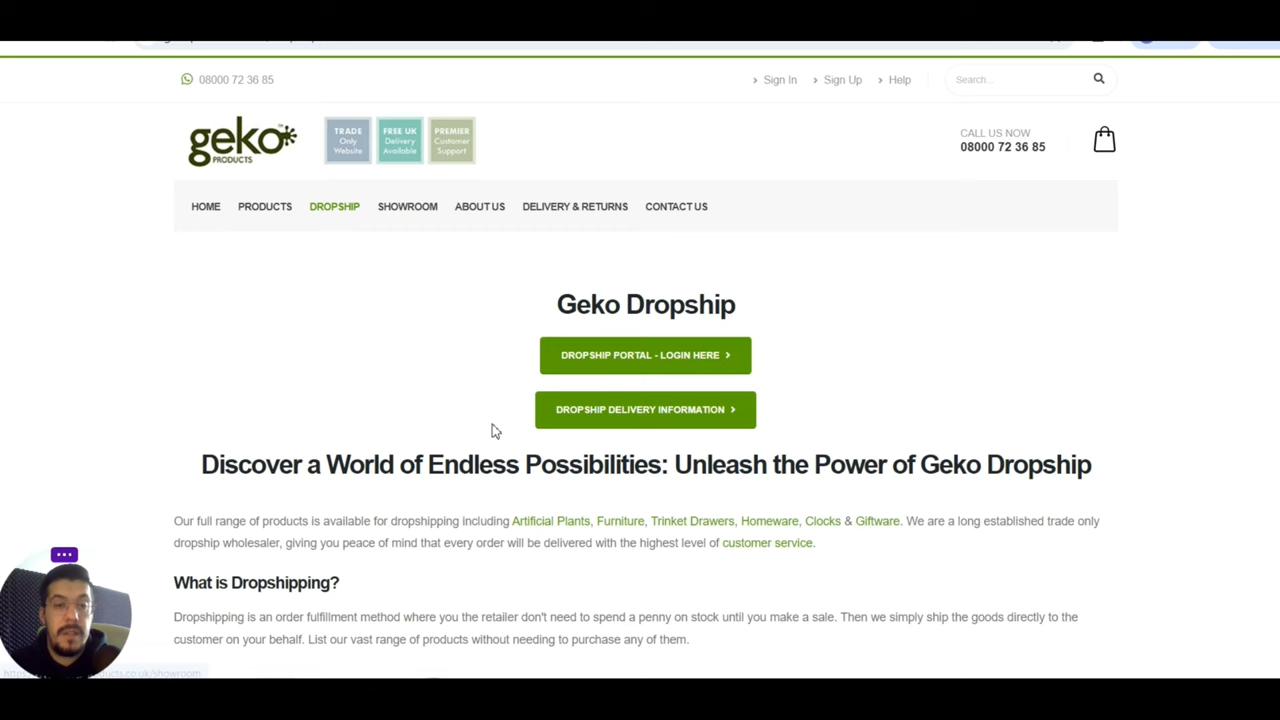 08000 72 36 85
Sign In
Sign Up
Help
Search...
geko
PRODUCTS
TRADE
Only
Website
FREE UK
Delivery
Available
PREMIER
Customer
Support
CALL US NOW
08000 72 36 85
HOME
PRODUCTS
DROPSHIP
SHOWROOM
ABOUT US
DELIVERY & RETURNS
CONTACT US
Geko Dropship
DROPSHIP PORTAL - LOGIN HERE
DROPSHIP DELIVERY INFORMATION
Discover a World of Endless Possibilities: Unleash the Power of Geko Dropship
Our full range of products is available for dropshipping including Artificial Plants, Furniture, Trinket Drawers, Homeware, Clocks & Giftware. We are a long established trade only
dropship wholesaler, giving you peace of mind that every order will be delivered with the highest level of customer service.
What is Dropshipping?
Dropshipping is an order fulfillment method where you the retailer don't need to spend a penny on stock until you make a sale. Then we simply ship the goods directly to the
customer on your behalf. List our vast range of products without needing to purchase any of them.